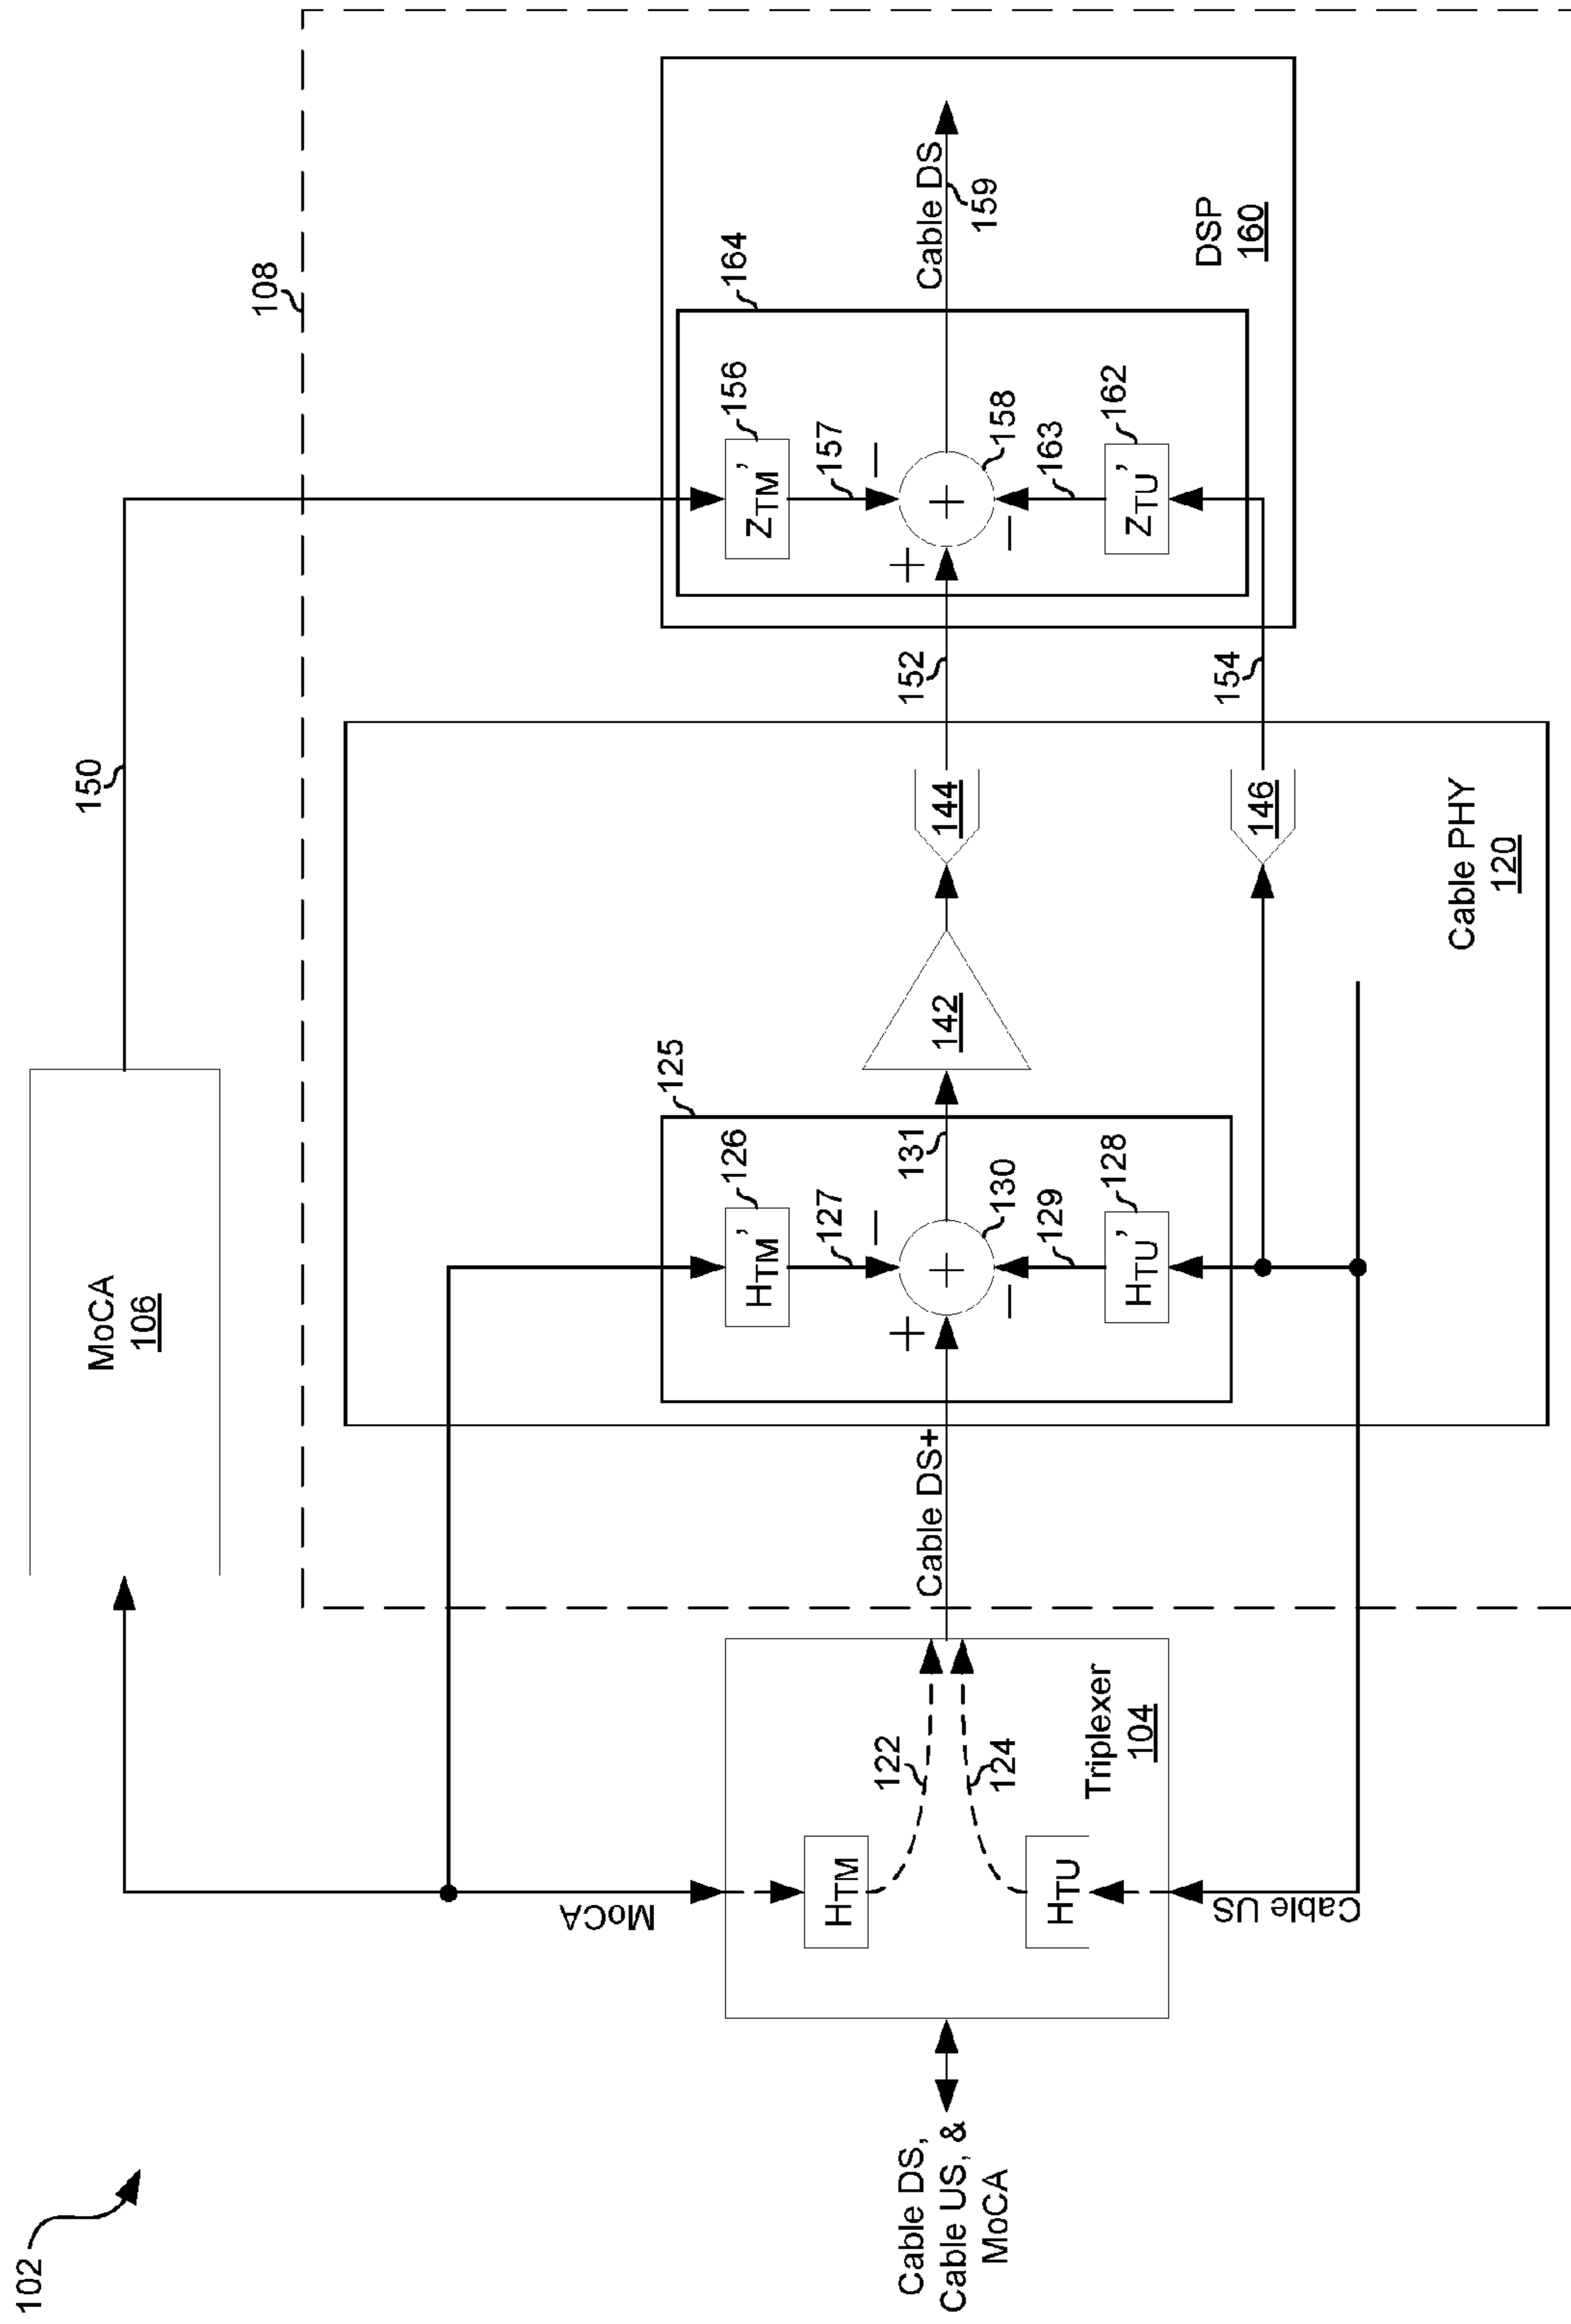 102
MoCA
106
150
108
MoCA
Cable DS,
Cable US, &
MoCA
HTM
122
124
HTU
Triplexer
104
Cable US
Cable DS+
125
HTM'
126
127
−
+
+
130
131
−
129
HTU'
128
142
144
146
Cable PHY
120
152
154
164
ZTM'
156
157
−
+
+
158
−
163
ZTU'
162
Cable DS
159
DSP
160